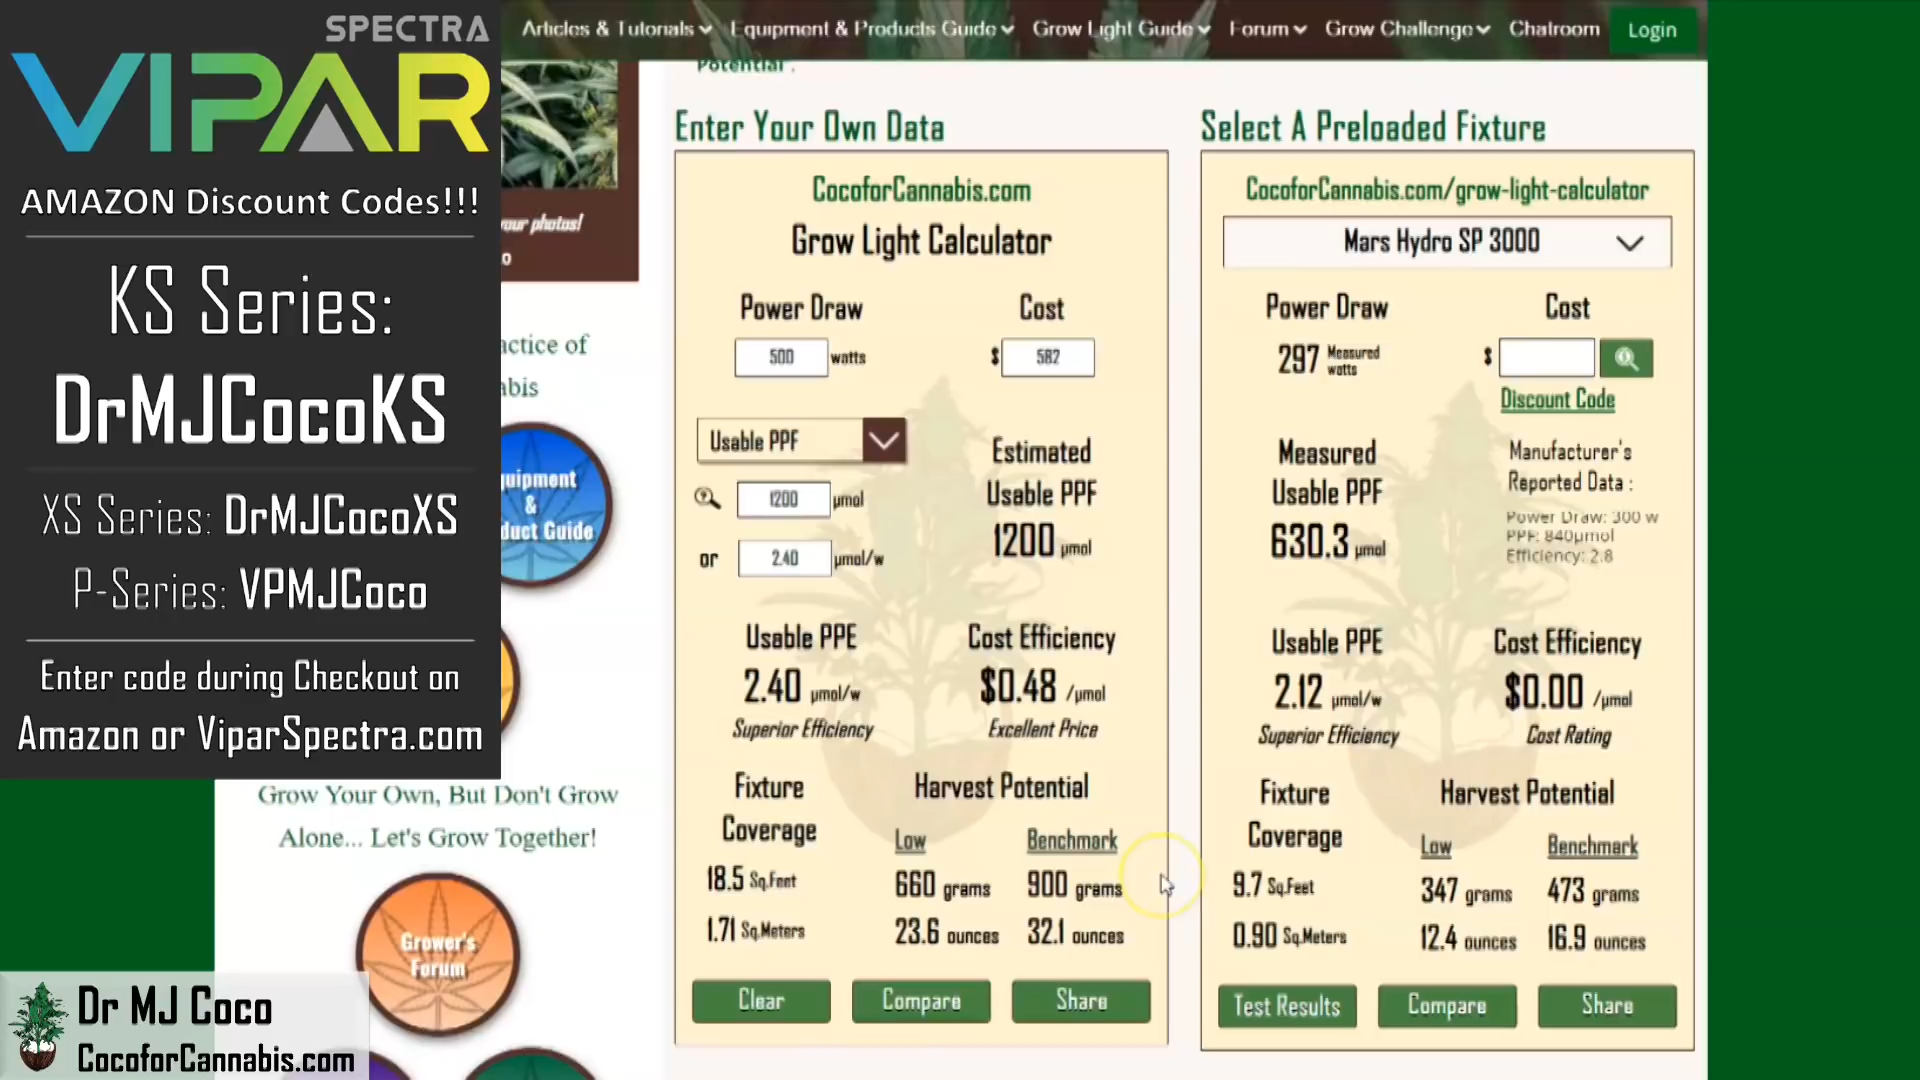 SPECTRA
VIPAR
AMAZON Discount Codes!!!
KS Series:
DrMJCocoKS
XS Series: DrMJCocoXS
P-Series: VPMJCoco
Enter code during Checkout on
Amazon or ViparSpectra.com
Articles & Tutorials
Equipment & Products Guide
Grow Light Guide
Forum
Grow Challenge
Chatroom
Login
Potential".
your photos!
o
actice of
abis
quipment
&
duct Guide
Grow Your Own, But Don't Grow
Alone... Let's Grow Together!
Grower's
Forum
Dr MJ Coco
CocoforCannabis.com
Enter Your Own Data
CocoforCannabis.com
Grow Light Calculator
Power Draw
Cost
500 watts
$ 582
Usable PPF
Estimated
Usable PPF
1200 μmol
1200 μmol
or 2.40 μmol/w
Usable PPE
Cost Efficiency
2.40 μmol/w
$0.48 /μmol
Superior Efficiency
Excellent Price
Fixture
Coverage
Harvest Potential
Low
Benchmark
18.5 Sq.Feet
660 grams
900 grams
1.71 Sq.Meters
23.6 ounces
32.1 ounces
Clear
Compare
Share
Select A Preloaded Fixture
CocoforCannabis.com/grow-light-calculator
Mars Hydro SP 3000
Power Draw
Cost
297 Measured watts
$
Discount Code
Measured
Usable PPF
630.3 μmol
Manufacturer's
Reported Data :
Power Draw: 300 w
PPF: 840μmol
Efficiency: 2.8
Usable PPE
Cost Efficiency
2.12 μmol/w
$0.00 /μmol
Superior Efficiency
Cost Rating
Fixture
Coverage
Harvest Potential
Low
Benchmark
9.7 Sq.Feet
347 grams
473 grams
0.90 Sq.Meters
12.4 ounces
16.9 ounces
Test Results
Compare
Share